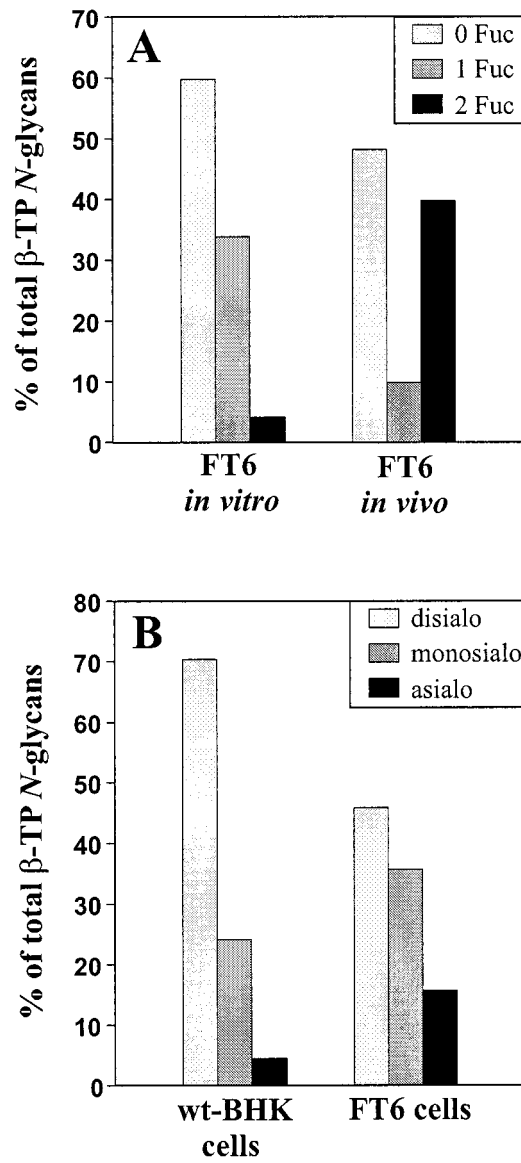 A
0 Fuc
1 Fuc
2 Fuc
% of total β-TP N-glycans
70
60
50
40
30
20
10
0
FT6
in vitro
FT6
in vivo
B
disialo
monosialo
asialo
% of total β-TP N-glycans
80
70
60
50
40
30
20
10
0
wt-BHK
cells
FT6 cells